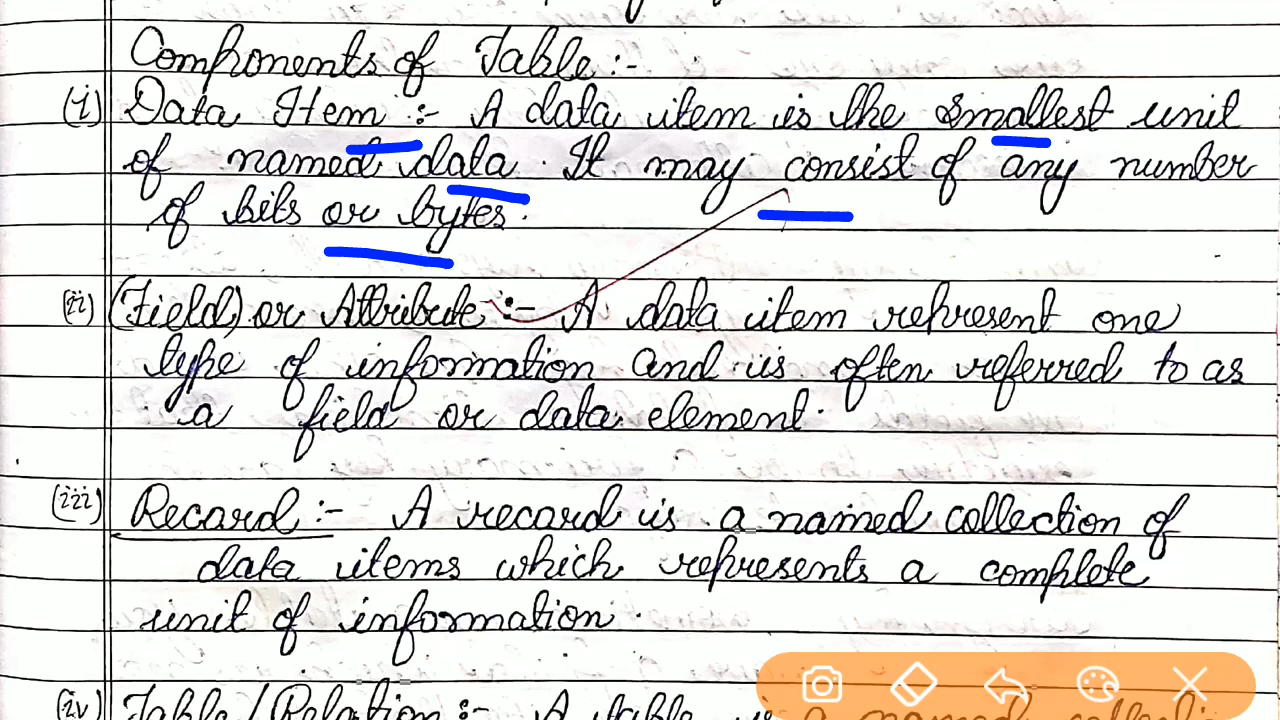 Components of Table :-
(i) Data Item :- A data item is the smallest unit
of named data. It may consist of any number
of bits or bytes.
(ii) (Field) or Attribute :- A data item represent one
type of information and is often referred to as
a field or data element.
(iii) Record :- A record is a named collection of
data items which represents a complete
unit of information.
(iv) Table / Relation :- A table is a named collecti